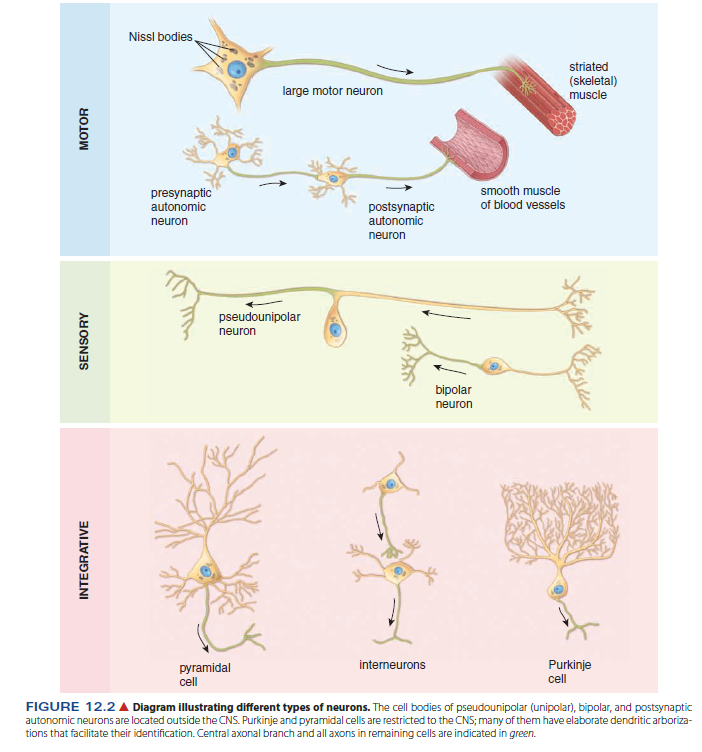 Nissl bodies
large motor neuron
striated
(skeletal)
muscle
MOTOR
presynaptic
autonomic
neuron
postsynaptic
autonomic
neuron
smooth muscle
of blood vessels
SENSORY
pseudounipolar
neuron
bipolar
neuron
INTEGRATIVE
pyramidal
cell
interneurons
Purkinje
cell
FIGURE 12.2 ▲ Diagram illustrating different types of neurons. The cell bodies of pseudounipolar (unipolar), bipolar, and postsynaptic
autonomic neurons are located outside the CNS. Purkinje and pyramidal cells are restricted to the CNS; many of them have elaborate dendritic arboriza-
tions that facilitate their identification. Central axonal branch and all axons in remaining cells are indicated in green.